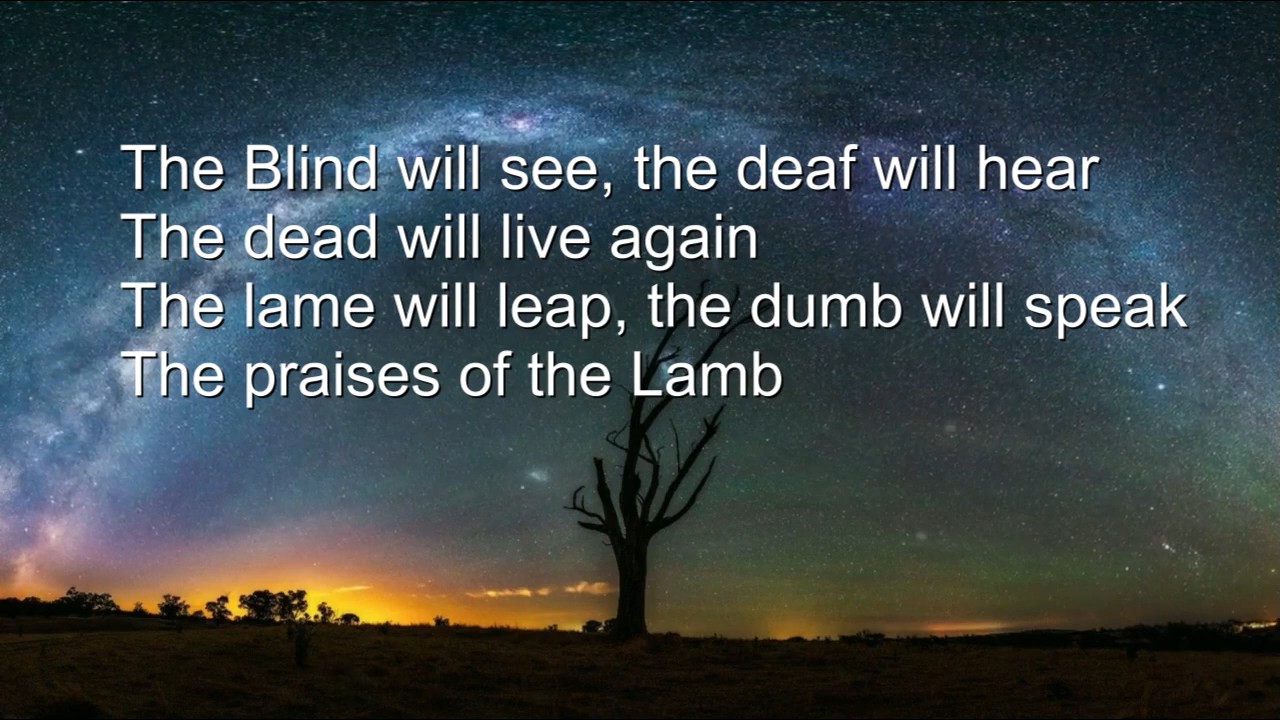 The Blind will see, the deaf will hear
The dead will live again
The lame will leap, the dumb will speak
The praises of the Lamb